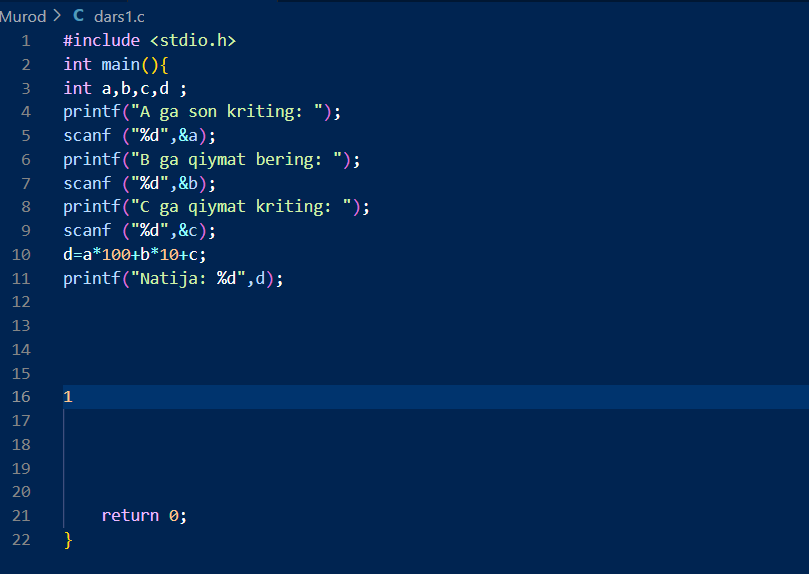 Murod > C dars1.c
1 #include <stdio.h>
2 int main(){
3 int a,b,c,d ;
4 printf("A ga son kriting: ");
5 scanf ("%d",&a);
6 printf("B ga qiymat bering: ");
7 scanf ("%d",&b);
8 printf("C ga qiymat kriting: ");
9 scanf ("%d",&c);
10 d=a*100+b*10+c;
11 printf("Natija: %d",d);
12
13
14
15
16 1
17
18
19
20
21 return 0;
22 }